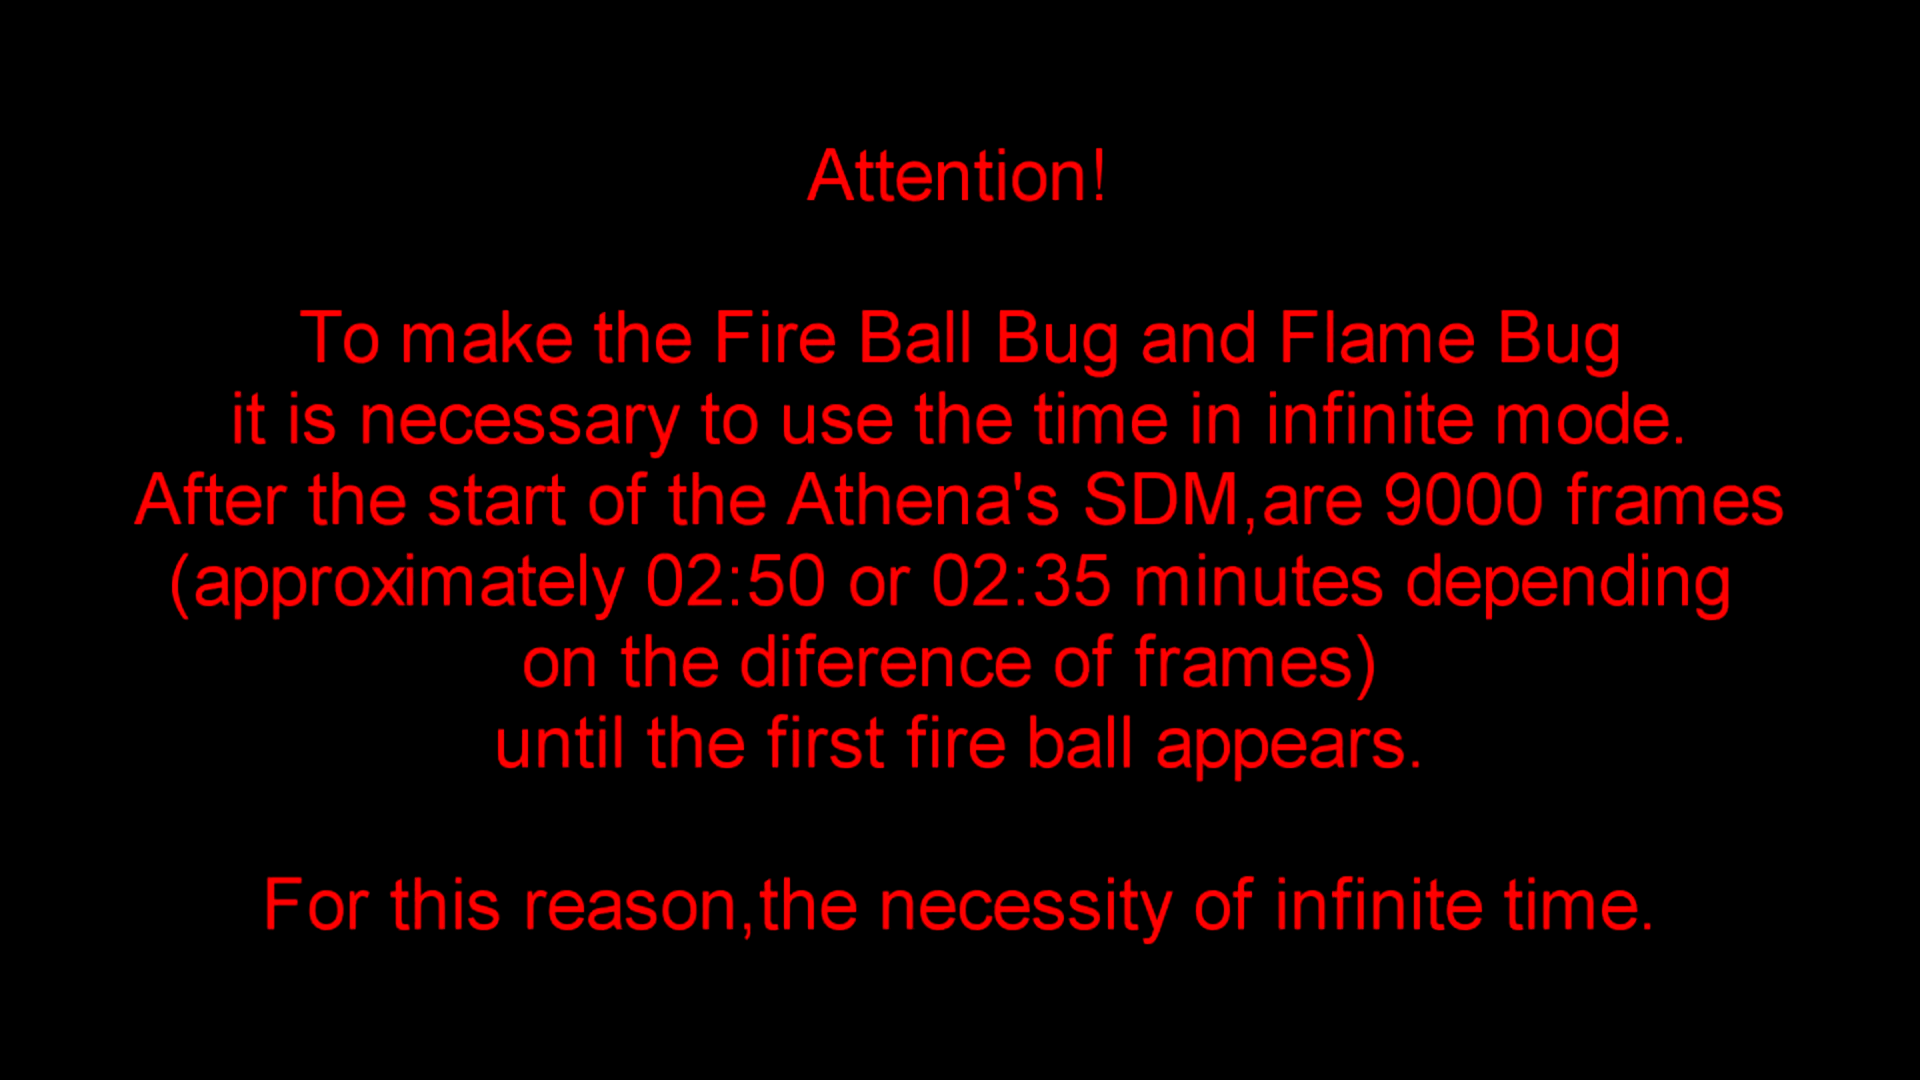 Attention!
To make the Fire Ball Bug and Flame Bug
it is necessary to use the time in infinite mode.
After the start of the Athena's SDM,are 9000 frames
(approximately 02:50 or 02:35 minutes depending
on the diference of frames)
until the first fire ball appears.
For this reason,the necessity of infinite time.